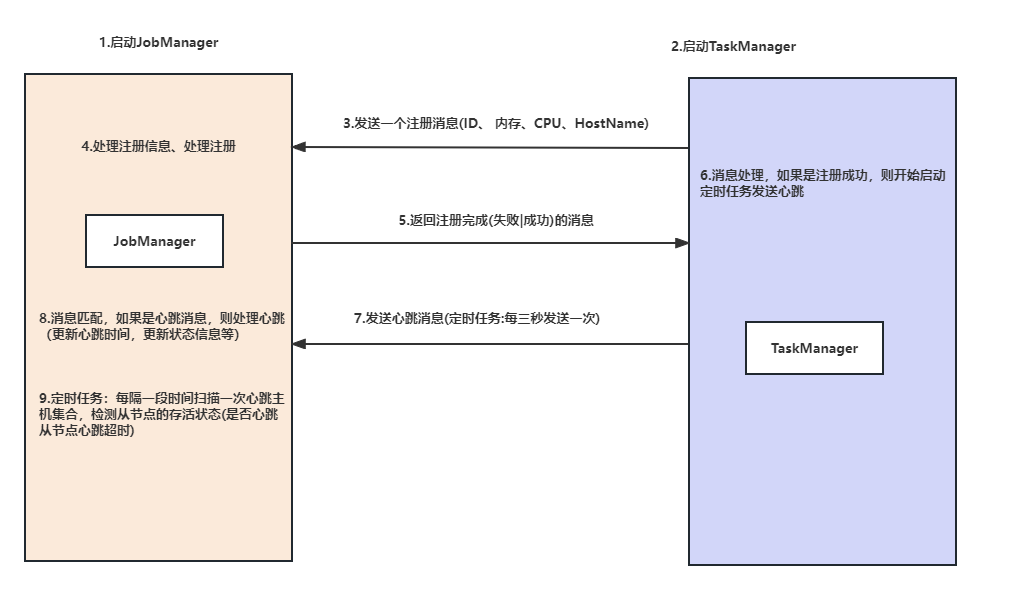 1.启动JobManager
2.启动TaskManager
3.发送一个注册消息(ID、 内存、CPU、HostName)
4.处理注册信息、处理注册
6.消息处理，如果是注册成功，则开始启动
定时任务发送心跳
5.返回注册完成(失败|成功)的消息
JobManager
8.消息匹配，如果是心跳消息，则处理心跳
(更新心跳时间，更新状态信息等)
7.发送心跳消息(定时任务:每三秒发送一次)
TaskManager
9.定时任务：每隔一段时间扫描一次心跳主
机集合，检测从节点的存活状态(是否心跳
从节点心跳超时)